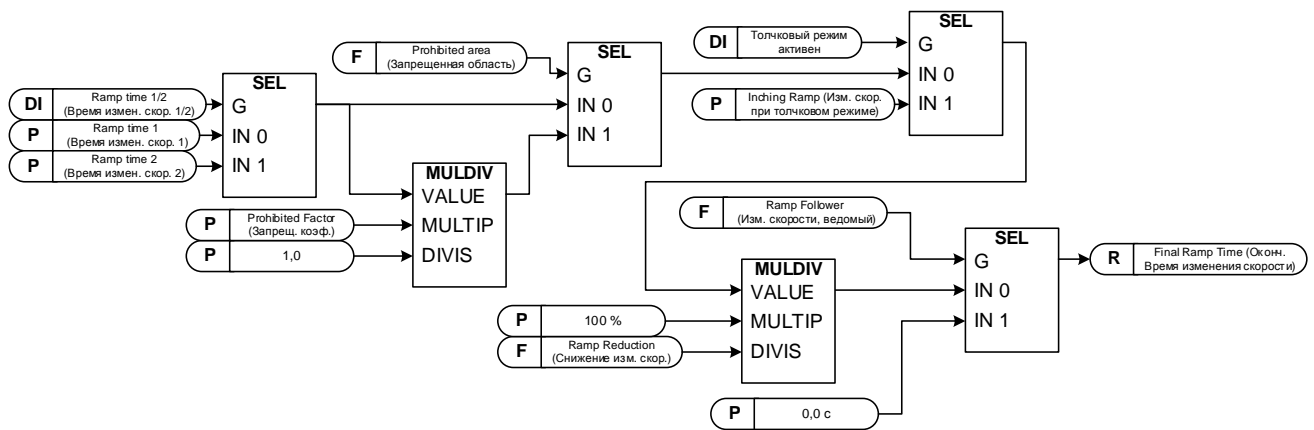 SEL
G
IN 0
IN 1
DI
Ramp time 1/2
(Время измен. скор. 1/2)
P
Ramp time 1
(Время измен. скор. 1)
P
Ramp time 2
(Время измен. скор. 2)
F
Prohibited area
(Запрещенная область)
SEL
G
IN 0
IN 1
MULDIV
VALUE
MULTIP
DIVIS
P
Prohibited Factor
(Запрещ. коэф.)
P
1,0
DI
Толчковый режим
активен
P
Inching Ramp (Изм. скор.
при толчковом режиме)
SEL
G
IN 0
IN 1
F
Ramp Follower
(Изм. скорости, ведомый)
MULDIV
VALUE
MULTIP
DIVIS
P
100 %
F
Ramp Reduction
(Снижение изм. скор.)
P
0,0 с
SEL
G
IN 0
IN 1
R
Final Ramp Time (Оконч.
Время изменения скорости)